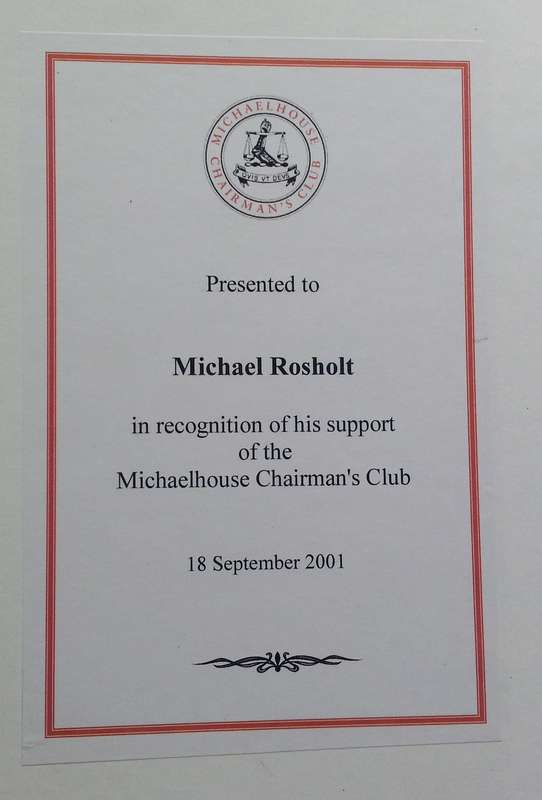 MICHAELHOUSE
CHAIRMAN'S CLUB
QVIS VT DEVS
Presented to
Michael Rosholt
in recognition of his support
of the
Michaelhouse Chairman's Club
18 September 2001